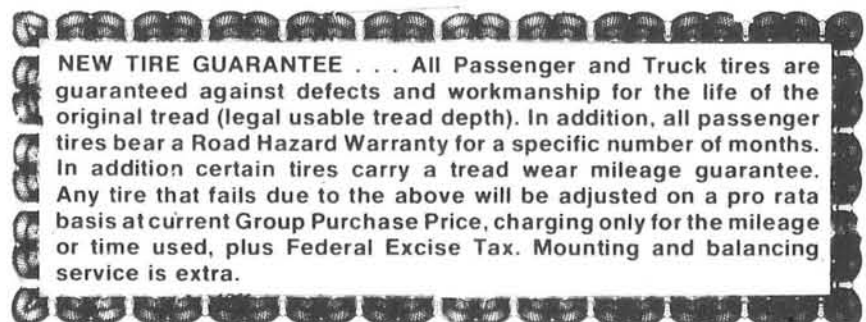 NEW TIRE GUARANTEE . . . All Passenger and Truck tires are
guaranteed against defects and workmanship for the life of the
original tread (legal usable tread depth). In addition, all passenger
tires bear a Road Hazard Warranty for a specific number of months.
In addition certain tires carry a tread wear mileage guarantee.
Any tire that fails due to the above will be adjusted on a pro rata
basis at current Group Purchase Price, charging only for the mileage
or time used, plus Federal Excise Tax. Mounting and balancing
service is extra.